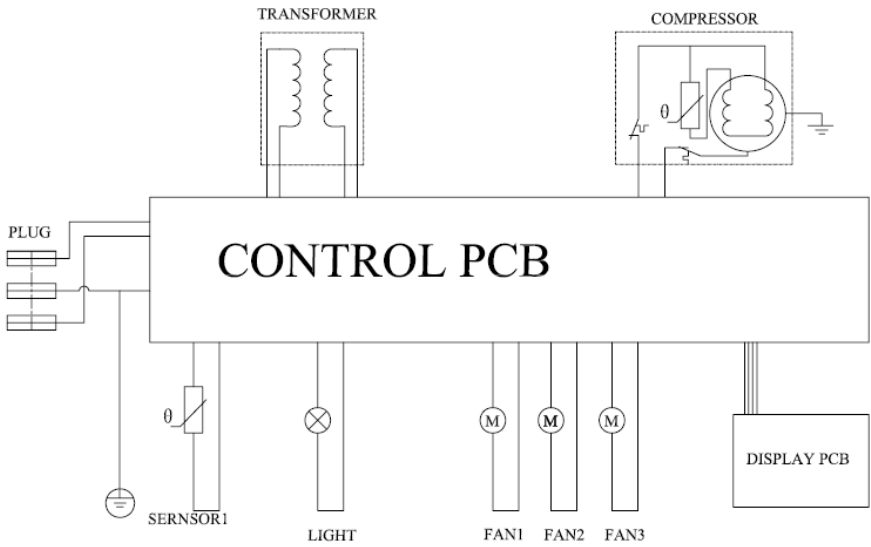 TRANSFORMER
COMPRESSOR
θ
PLUG
CONTROL PCB
θ
M
M
M
DISPLAY PCB
SERNSOR1
LIGHT
FAN1
FAN2
FAN3